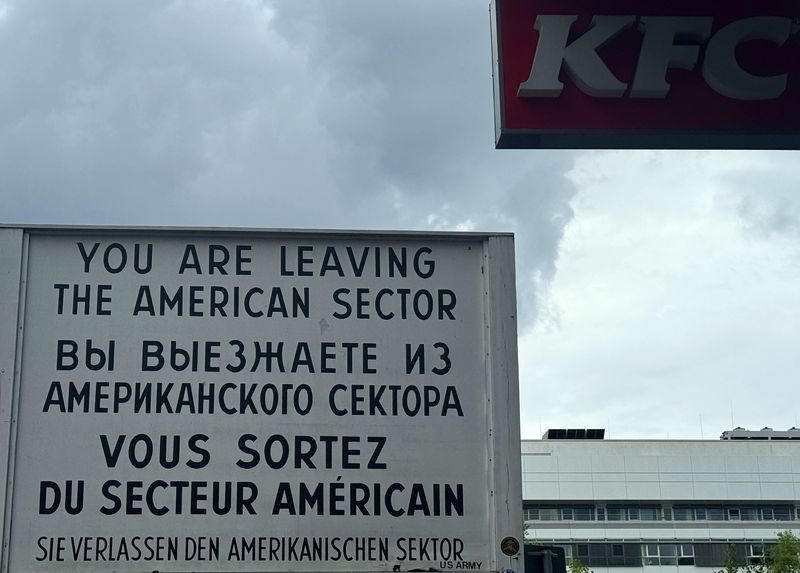 KFC
YOU ARE LEAVING
THE AMERICAN SECTOR
ВЫ ВЫЕЗЖАЕТЕ ИЗ
АМЕРИКАНСКОГО СЕКТОРА
VOUS SORTEZ
DU SECTEUR AMÉRICAIN
SIE VERLASSEN DEN AMERIKANISCHEN SEKTOR
US ARMY